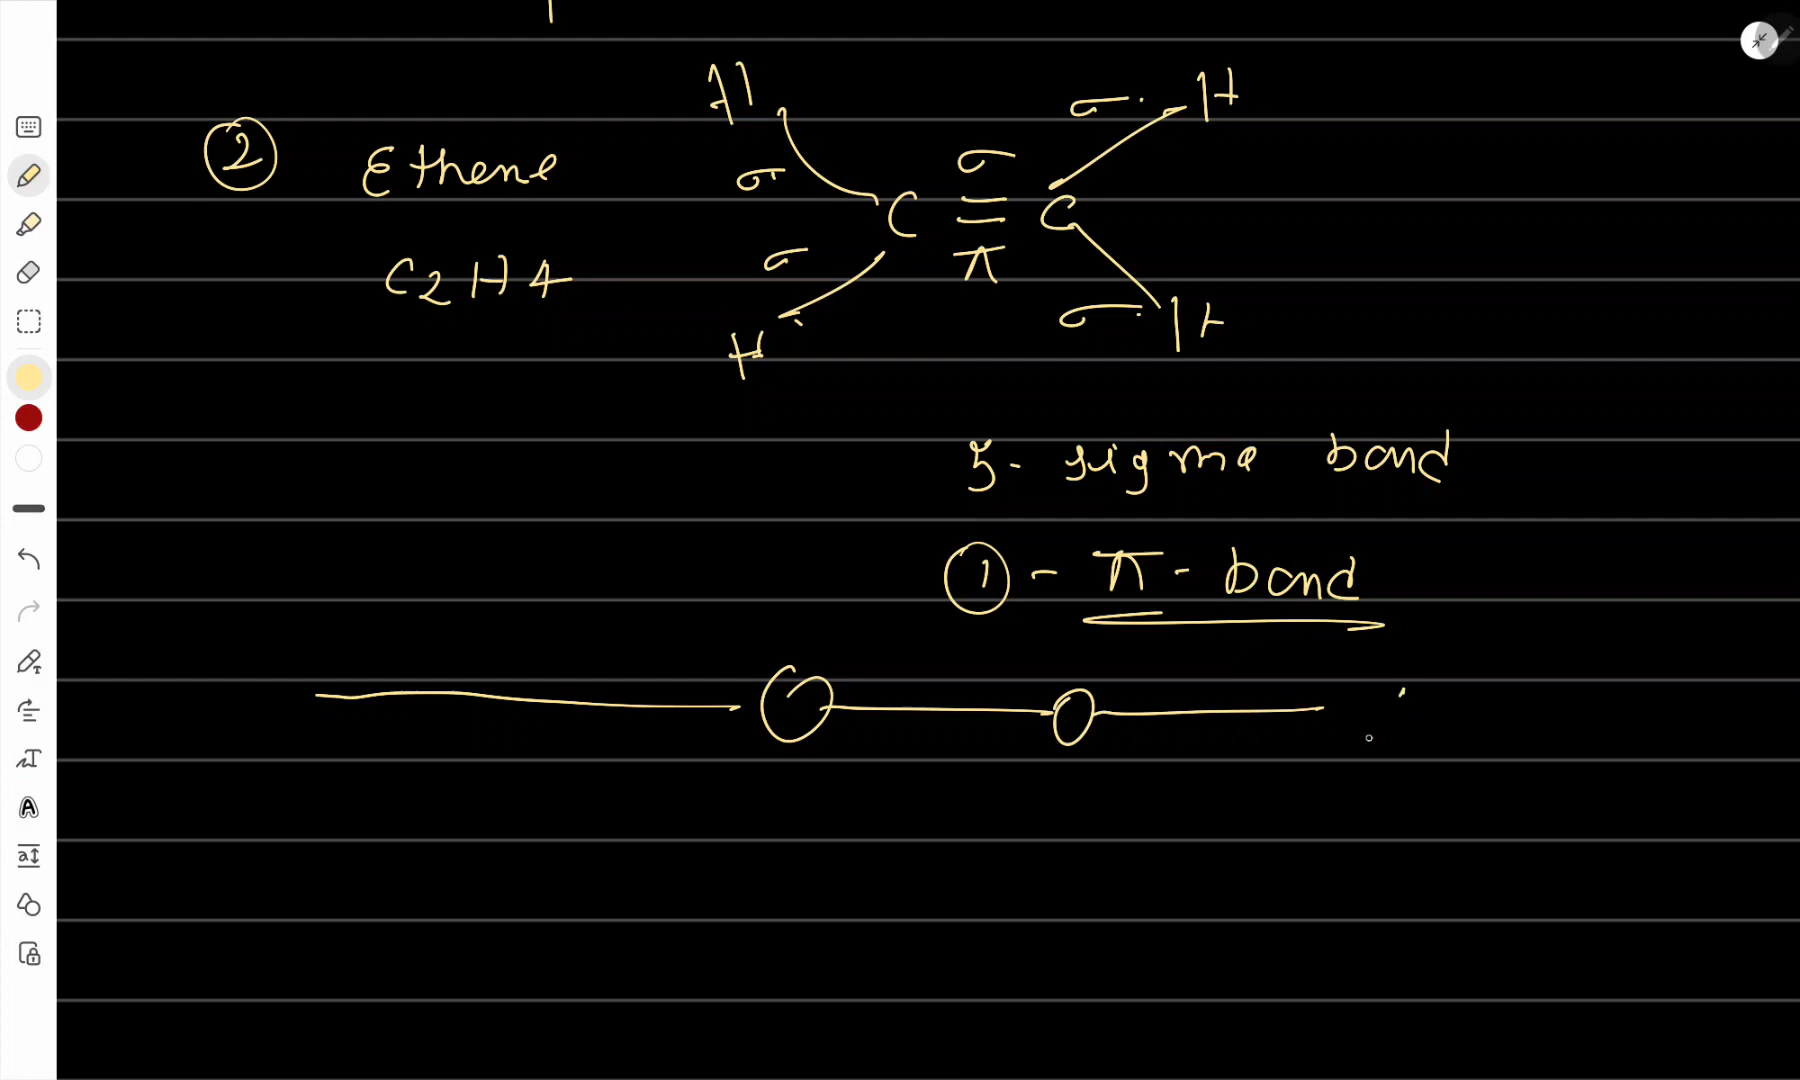 ② Ethene
C2H4
H σ H
σ σ
C = C
σ π
H σ H
5 - sigma bond
① - π - bond